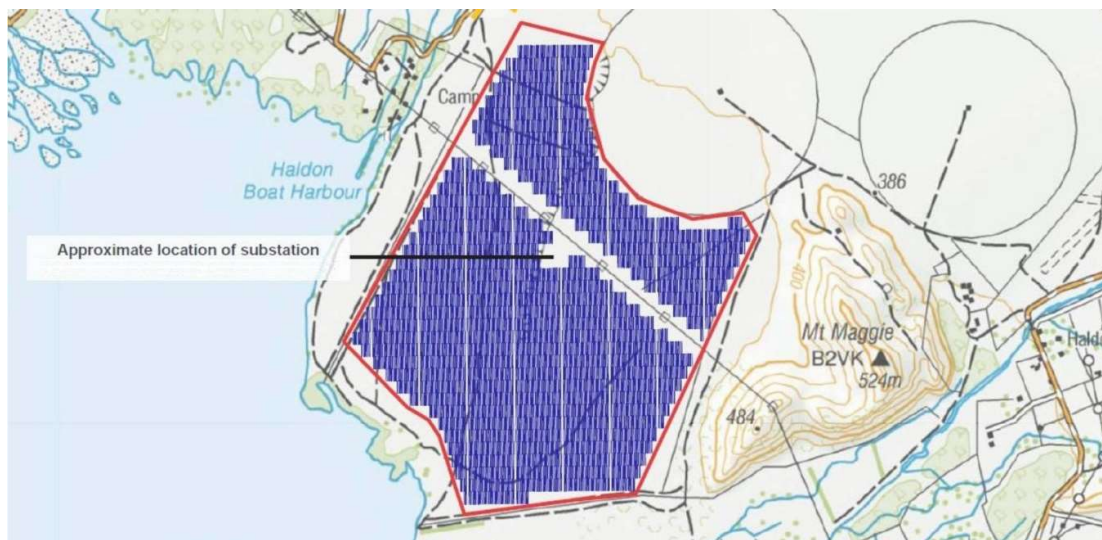 Camp
Haldon
Boat Harbour
Approximate location of substation
386
400
Mt Maggie
B2VK
524m
484
Hald